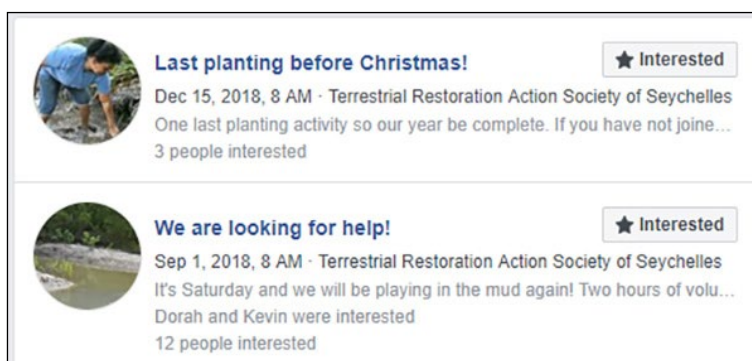 Last planting before Christmas!
Interested
Dec 15, 2018, 8 AM · Terrestrial Restoration Action Society of Seychelles
One last planting activity so our year be complete. If you have not joine...
3 people interested
We are looking for help!
Interested
Sep 1, 2018, 8 AM · Terrestrial Restoration Action Society of Seychelles
It's Saturday and we will be playing in the mud again! Two hours of volu...
Dorah and Kevin were interested
12 people interested